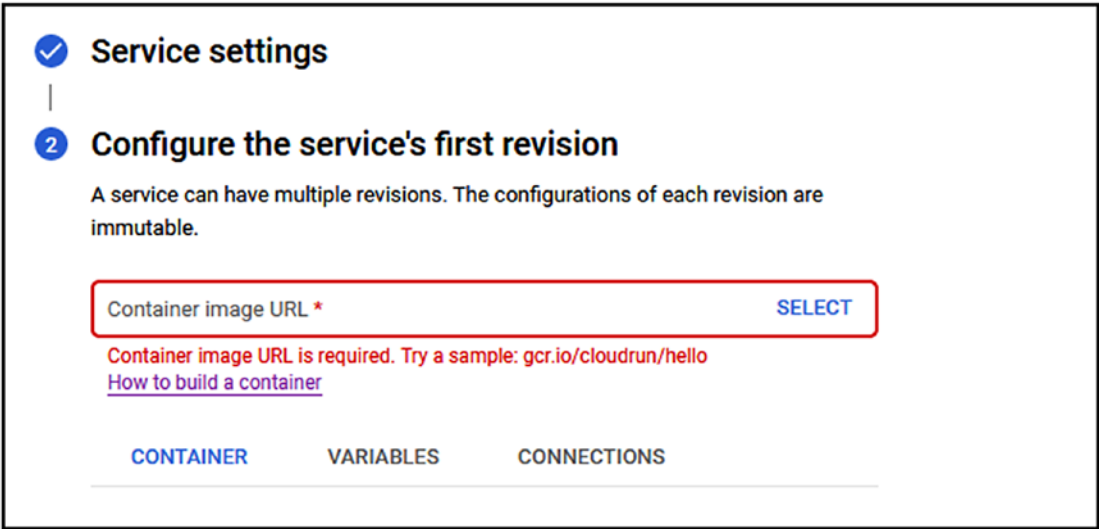 Service settings
2 Configure the service's first revision
A service can have multiple revisions. The configurations of each revision are
immutable.
Container image URL * SELECT
Container image URL is required. Try a sample: gcr.io/cloudrun/hello
How to build a container
CONTAINER VARIABLES CONNECTIONS